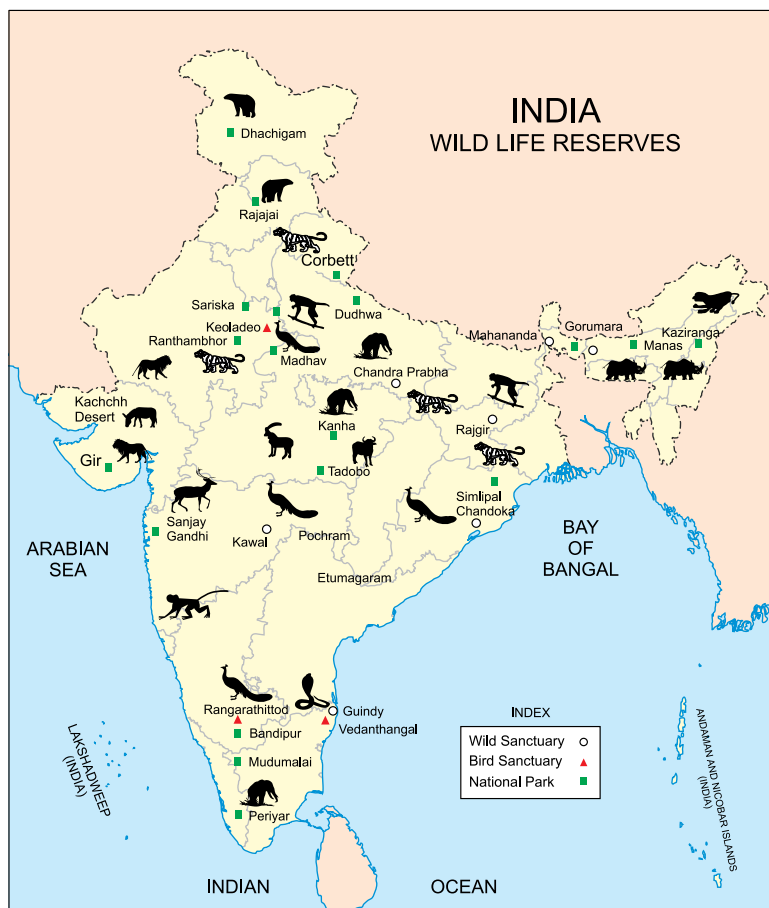 INDIA
WILD LIFE RESERVES
Dhachigam
Rajajai
Corbett
Sariska
Dudhwa
Keoladeo
Ranthambhor
Madhav
Mahananda
Gorumara
Kaziranga
Manas
Chandra Prabha
Kachchh
Desert
Kanha
Rajgir
Gir
Tadobo
Simlipal
Chandoka
Sanjay
Gandhi
Kawal
Pochram
Etumagaram
ARABIAN
SEA
BAY
OF
BANGAL
Rangarathittod
Guindy
Vedanthangal
Bandipur
Mudumalai
Periyar
LAKSHADWEEP
(INDIA)
ANDAMAN AND NICOBAR ISLANDS
(INDIA)
INDEX
Wild Sanctuary
Bird Sanctuary
National Park
INDIAN OCEAN